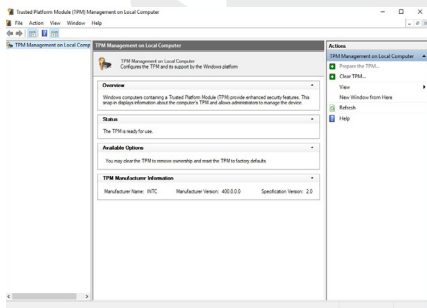 Trusted Platform Module (TPM) Management on Local Computer
File Action View Window Help
TPM Management on Local Comp
TPM Management on Local Computer
TPM Management on Local Computer
Configures the TPM and its support by the Windows platform
Overview
Windows computers containing a Trusted Platform Module (TPM) provide enhanced security features. This
snap-in displays information about the computer's TPM and allows administrators to manage the device.
Status
The TPM is ready for use.
Available Options
You may clear the TPM to remove ownership and reset the TPM to factory defaults.
TPM Manufacturer Information
Manufacturer Name: INTC Manufacturer Version: 400.0.0.0 Specification Version: 2.0
Actions
TPM Management on Local Computer
Prepare the TPM...
Clear TPM...
View
New Window from Here
Refresh
Help